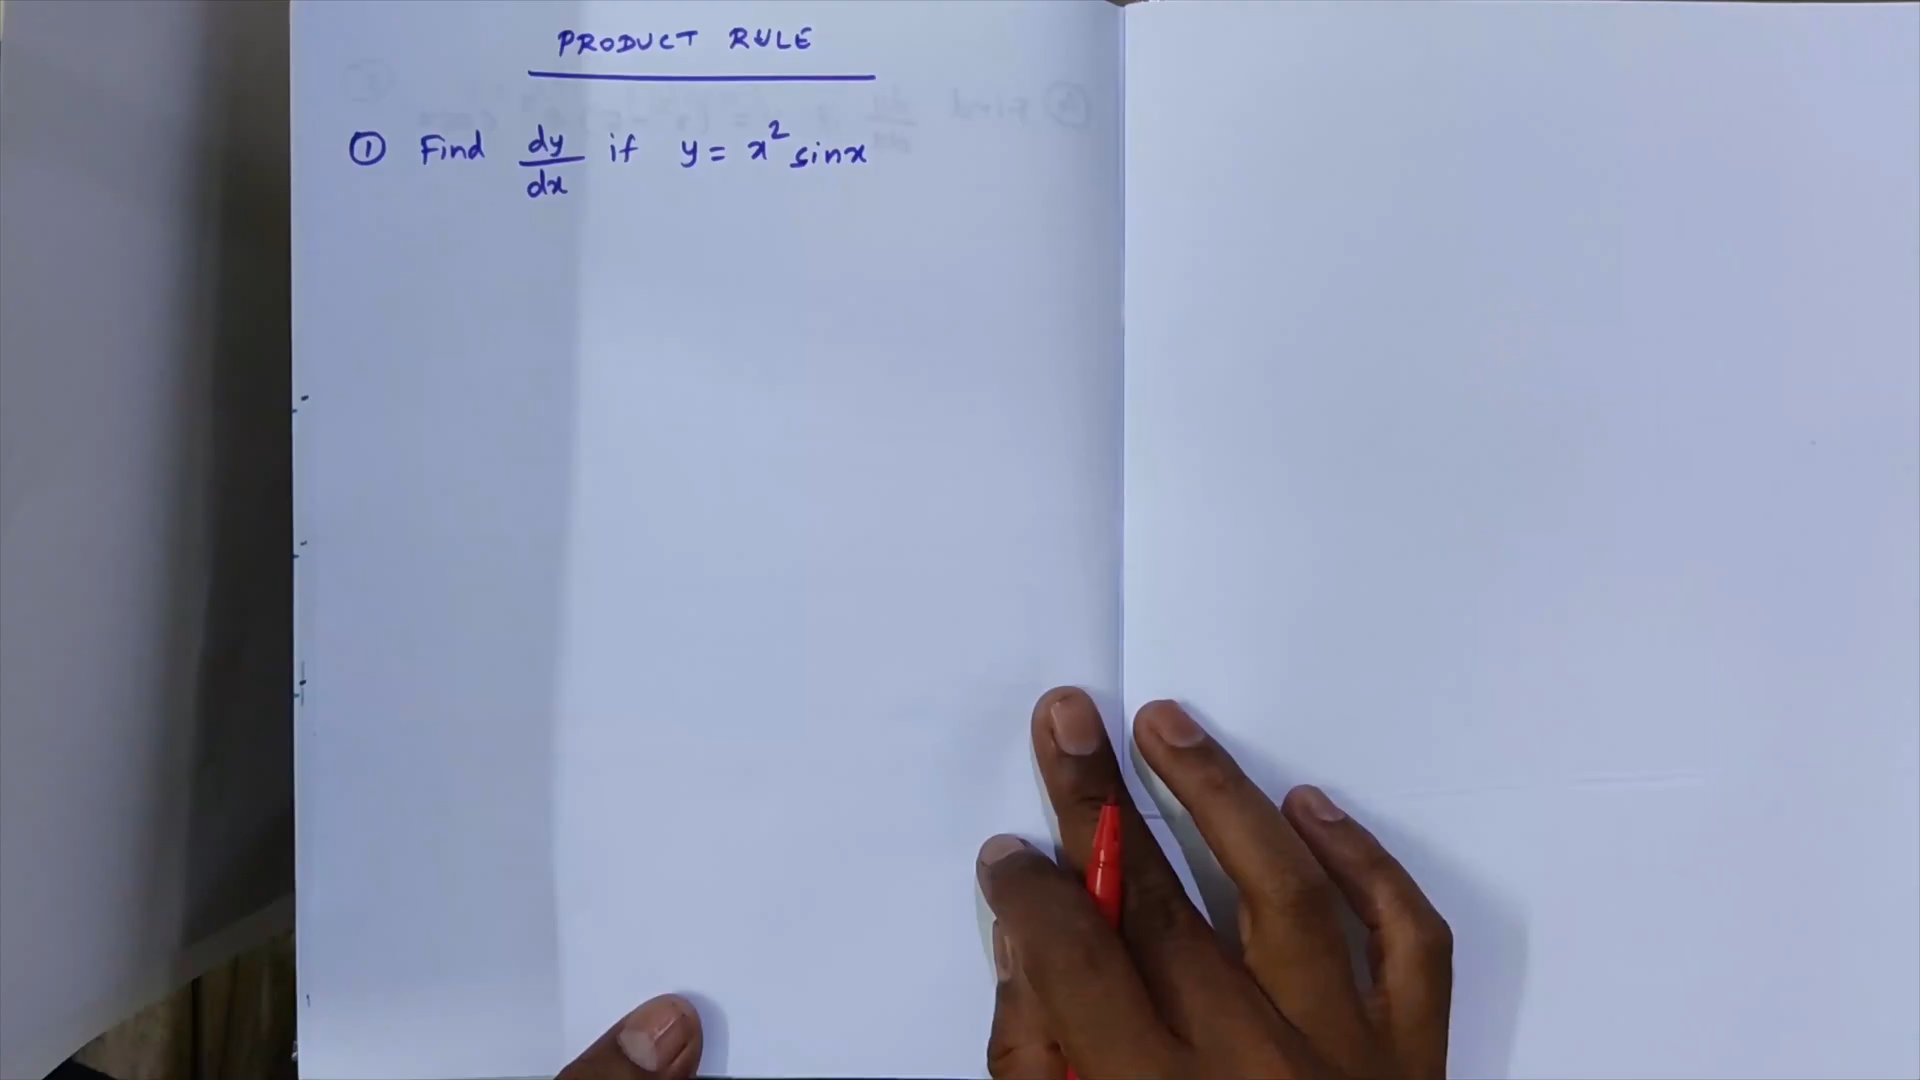 PRODUCT RULE
① Find dy/dx if y = x² sinx